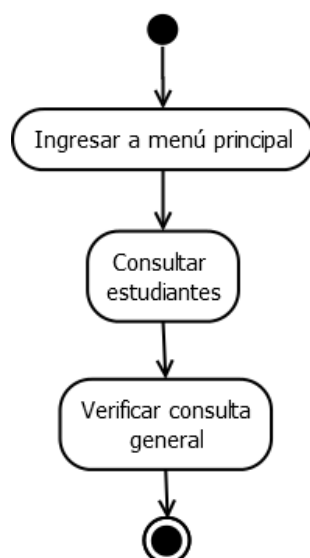 Ingresar a menú principal
Consultar
estudiantes
Verificar consulta
general